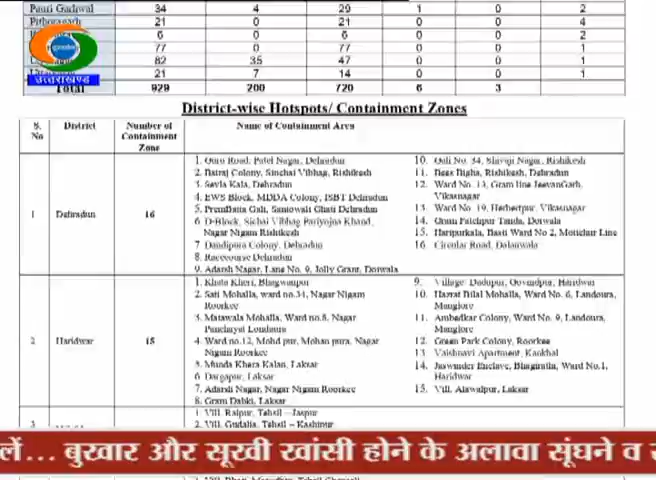 Pauri Garhwal 34 4 29 1 0 2
Pithoragarh 21 0 21 0 0 4
6 0 6 0 0 2
77 0 77 0 0 1
82 35 47 0 0 1
21 7 14 0 0 1
Total 929 200 720 6 3
उत्तराखण्ड
District-wise Hotspots/ Containment Zones
S. No District Number of Containment Zone Name of Containment Area
1 Dehradun 16
1. Guru Road, Patel Nagar, Dehradun
2. Bairaj Colony, Sinchai Vibhag, Rishikesh
3. Sevla Kala, Dehradun
4. EWS Block, MDDA Colony, ISBT Dehradun
5. Gali, Ghati Dehradun
6. D-Block, Sichai Vibhag Pariyojna Khand, Nagar Nigam Rishikesh
7. Dandipura Colony, Dehradun
8. Racecourse Dehradun
9. Adarsh Nagar, Lane No. 9, Jolly Grant, Doiwala
10. Gali No. 34, Shivaji Nagar, Rishikesh
11. Bees Bigha, Rishikesh, Dehradun
12. Ward No. 13, Gram line JeevanGarh, Vikasnagar
13. Ward No. 19, Herbertpur, Vikasnagar
14. Gram Fatehpur Tanda, Doiwala
15. Haripurkala, Basti Ward No 2, Motichur Line
16. Circular Road, Dalanwala
2 Haridwar 15
1. Khata Kheri, Bhagwanpur
2. Sati Mohalla, ward no.31, Nagar Nigam Roorkee
3. Matawala Mohalla, Ward no.8, Nagar Panchayat Landhaura
4. Ward no.12, Mohd pur, Mohan pura, Nagar Nigam Roorkee
5. Munda Khera Kalan, Laksar
6. Dargapur, Laksar
7. Adarsh Nagar, Nagar Nigam Roorkee
8. Gram Dabki, Laksar
9. Village Dadupur, Govindpur, Haridwar
10. Hazrat Bilal Mohalla, Ward No. 6, Landoura, Manglore
11. Ambedkar Colony, Ward No. 9, Landoura, Manglore
12. Green Park Colony, Roorkee
13. Vaishnavi Apartment, Kankhal
14. Jaswinder Enclave, Bhagiratha, Ward No.1, Haridwar
15. Vill. Alawalpur, Laksar
3
1. Vill. Raipur, Tehsil – Jaspur
2. Vill. Gudalia, Tehsil – Kashipur
लें... बुखार और सूखी खांसी होने के अलावा सूंघने व